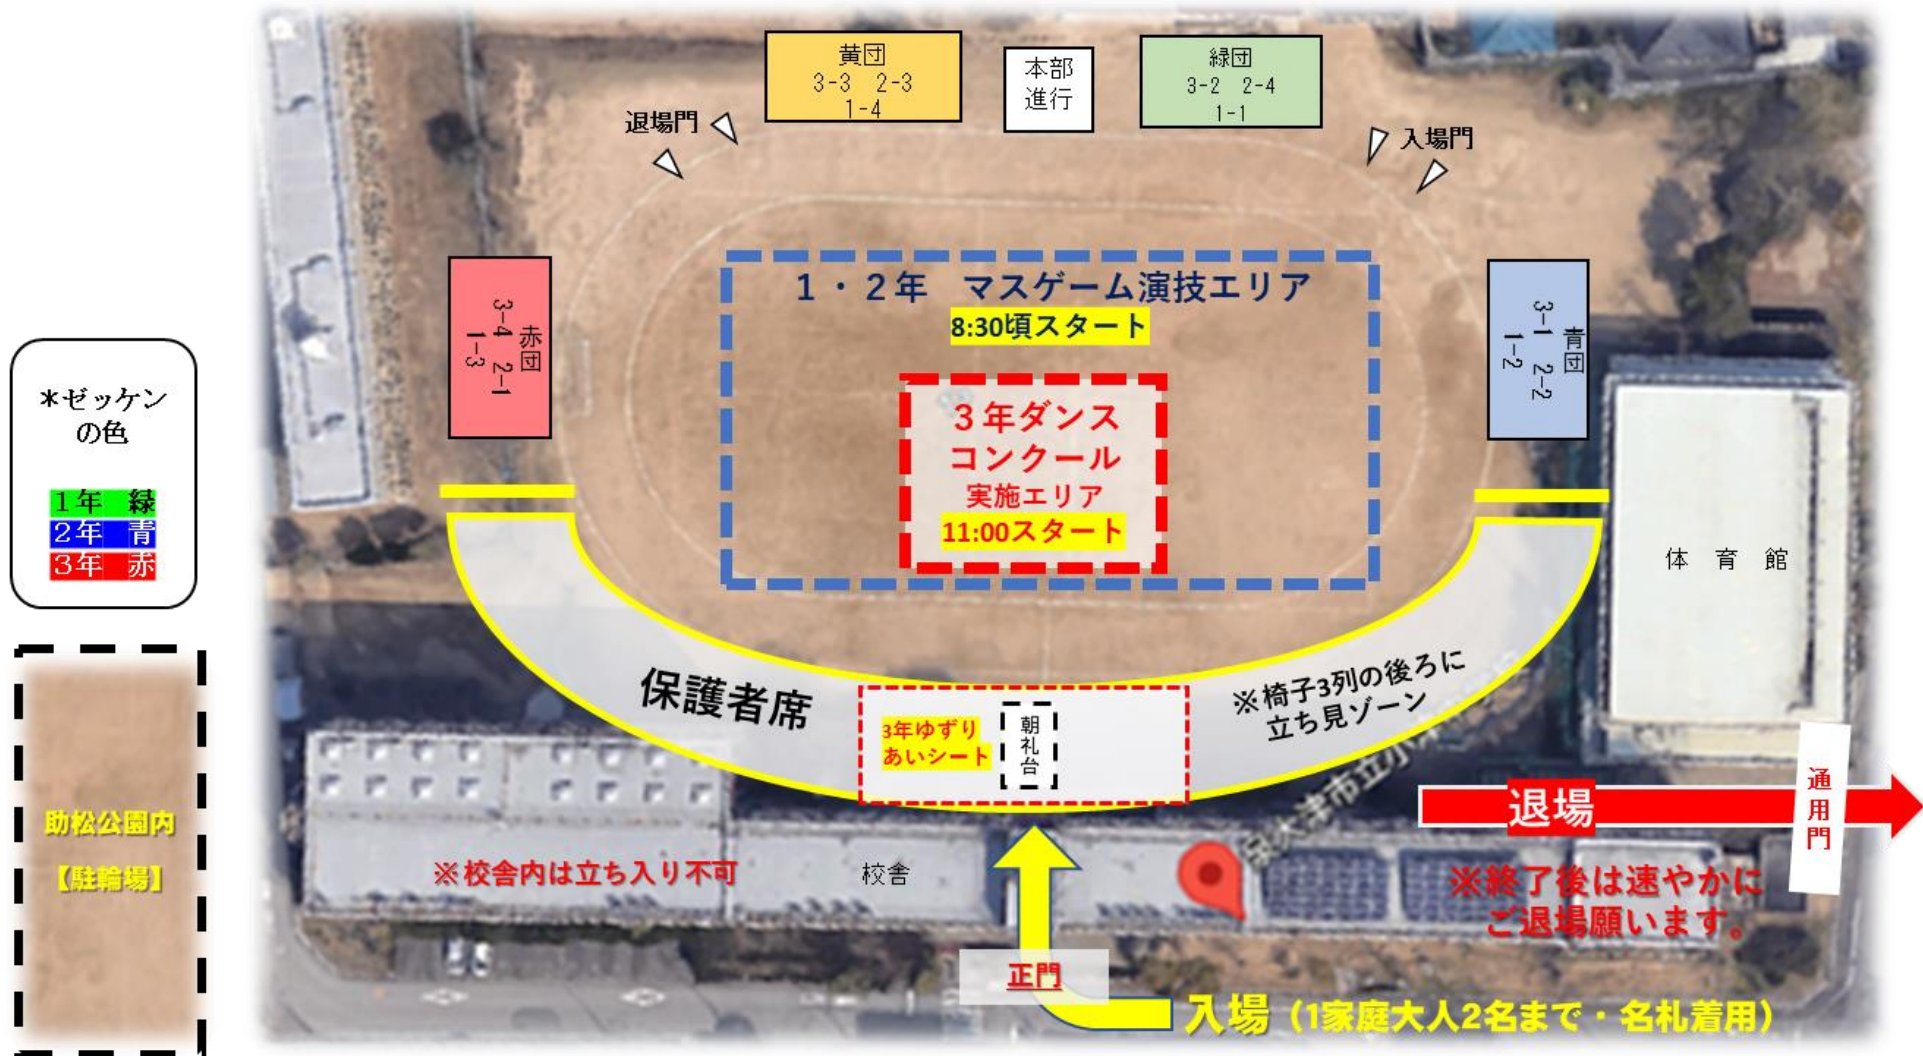 黄団
3-3 2-3
1-4
本部
進行
緑団
3-2 2-4
1-1
退場門
入場門
赤団
3-4 2-1
1-3
1・2年 マスゲーム演技エリア
8:30頃スタート
3年ダンス
コンクール
実施エリア
11:00スタート
青団
3-1 2-2
1-2
*ゼッケン
の色
1年 緑
2年 青
3年 赤
体育館
保護者席
※椅子3列の後ろに
立ち見ゾーン
3年ゆずり
あいシート
朝礼台
助松公園内
【駐輪場】
退場
通用門
※校舎内は立ち入り不可
校舎
※終了後は速やかに
ご退場願います。
正門
入場（1家庭大人2名まで・名札着用）